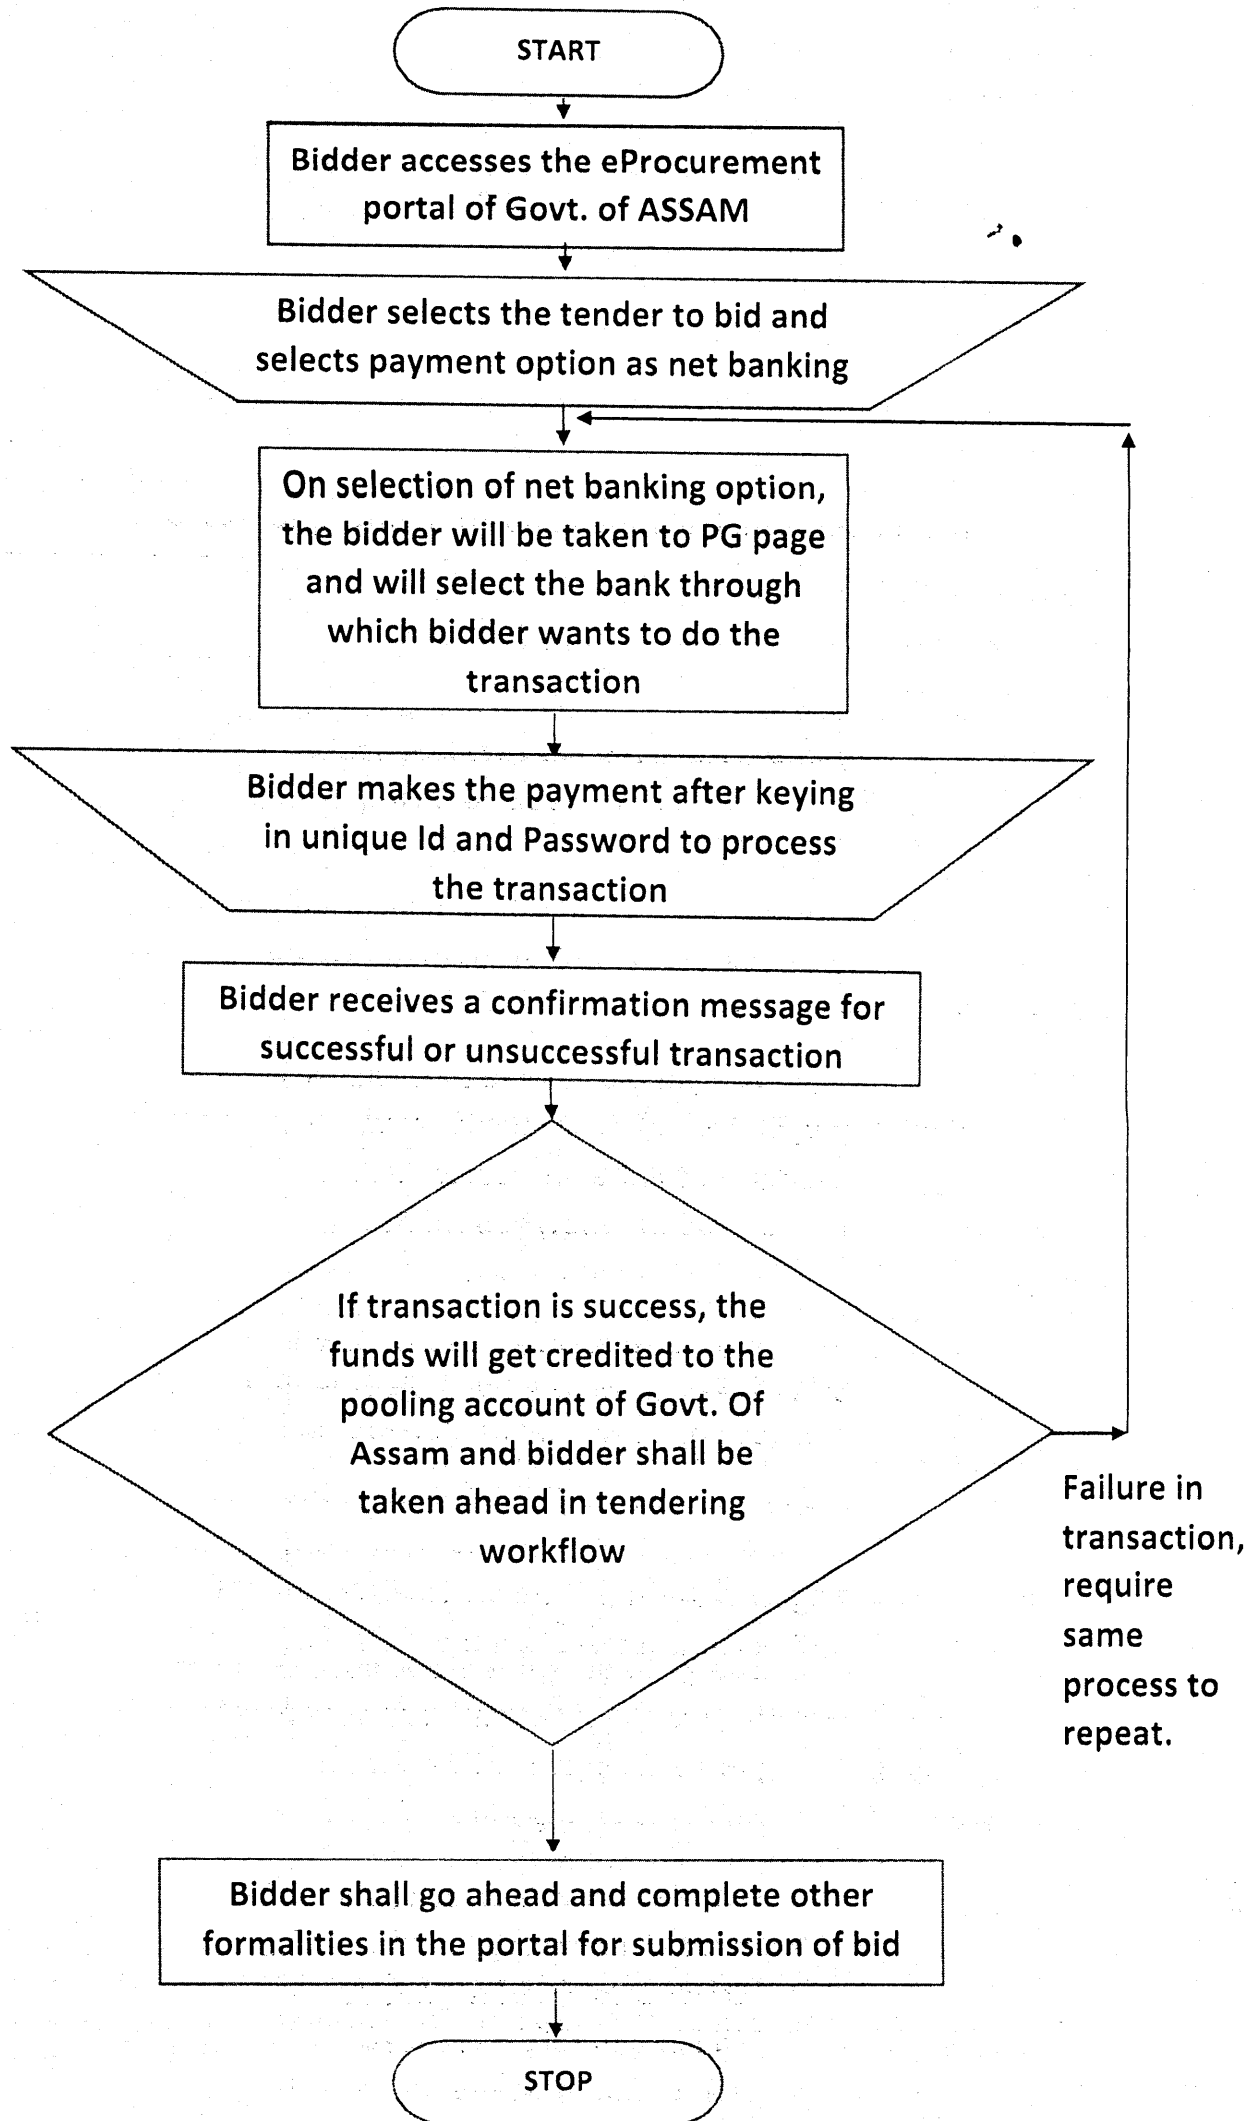 START
Bidder accesses the eProcurement
portal of Govt. of ASSAM
Bidder selects the tender to bid and
selects payment option as net banking
On selection of net banking option,
the bidder will be taken to PG page
and will select the bank through
which bidder wants to do the
transaction
Bidder makes the payment after keying
in unique Id and Password to process
the transaction
Bidder receives a confirmation message for
successful or unsuccessful transaction
If transaction is success, the
funds will get credited to the
pooling account of Govt. Of
Assam and bidder shall be
taken ahead in tendering
workflow
Failure in
transaction,
require
same
process to
repeat.
Bidder shall go ahead and complete other
formalities in the portal for submission of bid
STOP